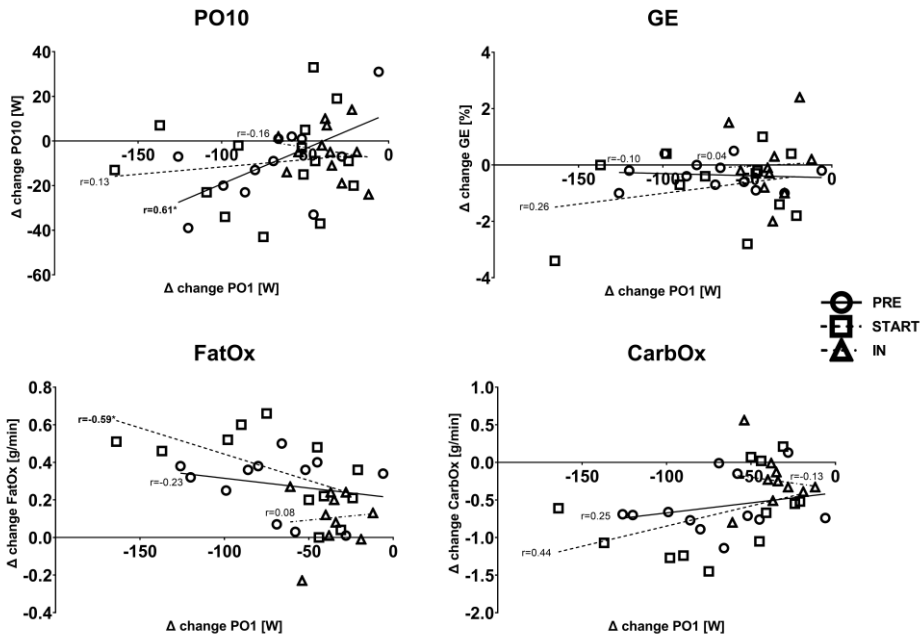 PO10
Δ change PO10 [W]
40
20
0
-20
-40
-60
-150
-100
-50
0
r=-0.16
r=0.13
r=0.61*
Δ change PO1 [W]
GE
Δ change GE [%]
4
2
0
-2
-4
-150
-100
-50
0
r=-0.10
r=0.04
r=0.26
Δ change PO1 [W]
PRE
START
IN
FatOx
Δ change FatOx [g/min]
0.8
0.6
0.4
0.2
0.0
-0.2
-0.4
r=-0.59*
r=-0.23
r=0.08
-150
-100
-50
0
Δ change PO1 [W]
CarbOx
Δ change CarbOx [g/min]
1.0
0.5
0.0
-0.5
-1.0
-1.5
-2.0
-200
-150
-100
-50
0
r=-0.13
r=0.25
r=0.44
Δ change PO1 [W]